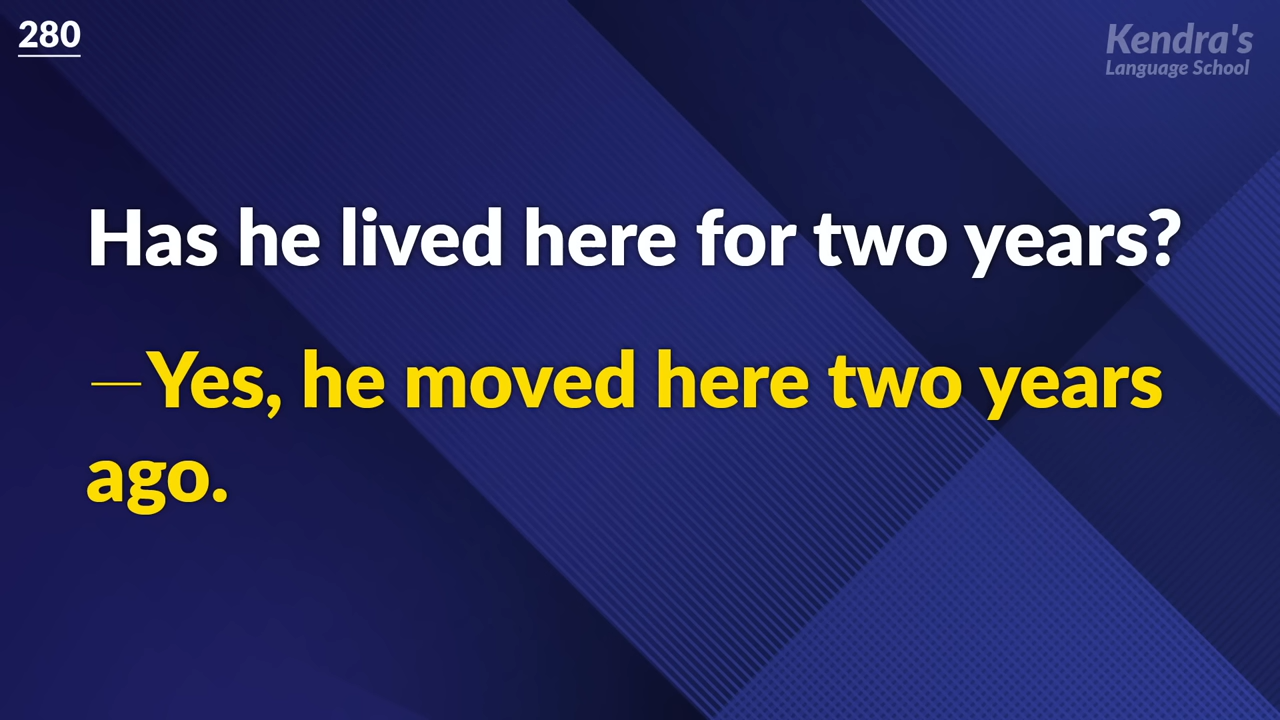 280
Kendra's
Language School
Has he lived here for two years?
—Yes, he moved here two years
ago.